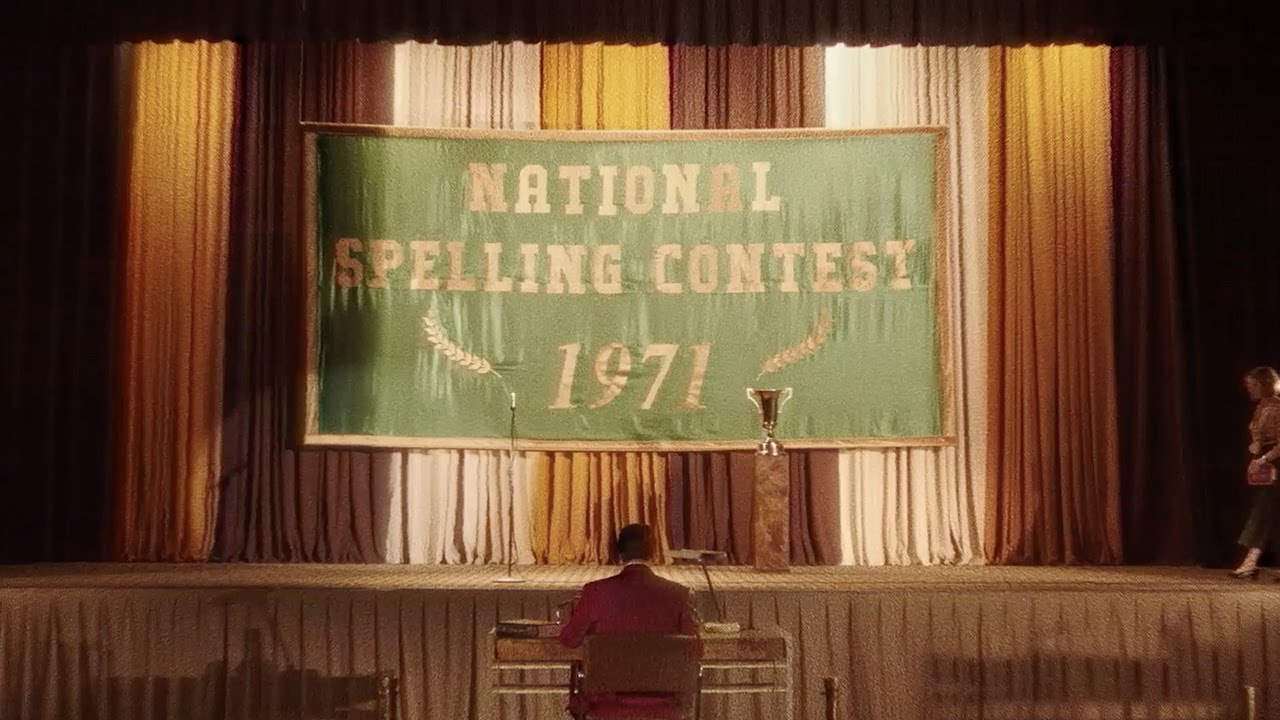 NATIONAL
SPELLING CONTEST
1971